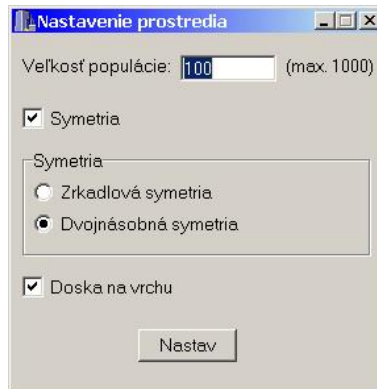 Nastavenie prostredia
Veľkosť populácie: 100 (max. 1000)
Symetria
Symetria
Zrkadlová symetria
Dvojnásobná symetria
Doska na vrchu
Nastav